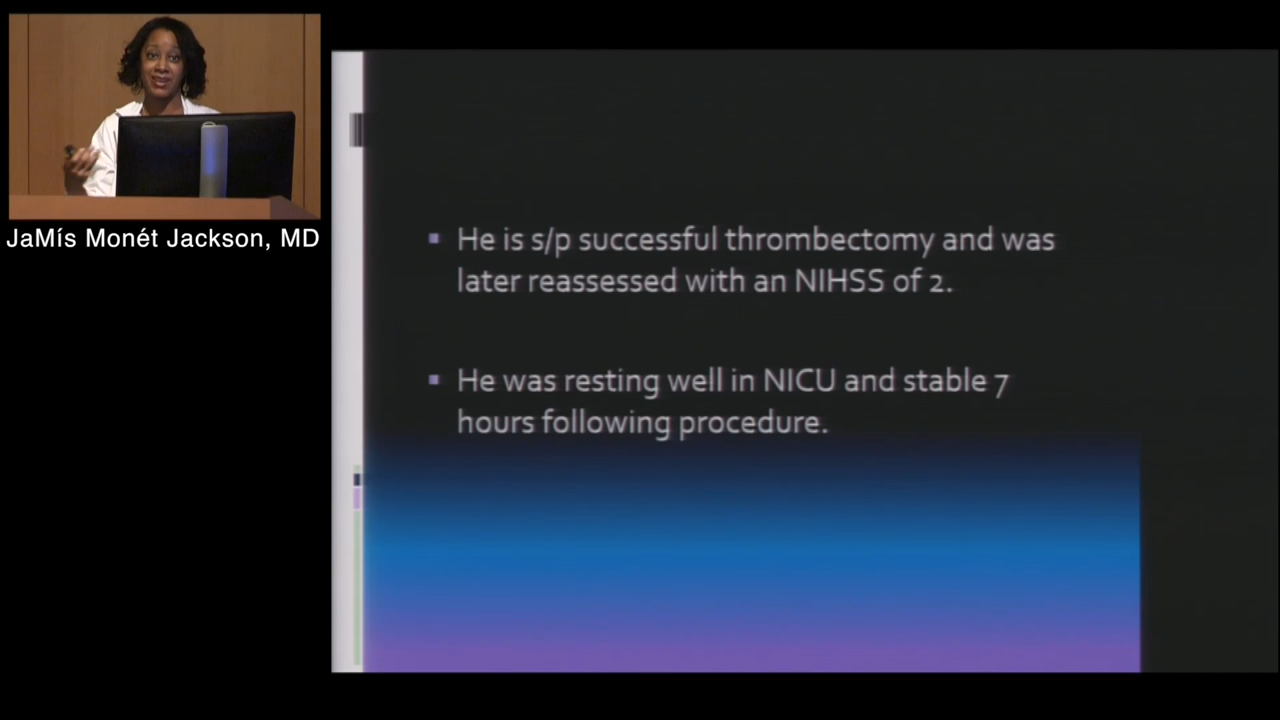 JaMís Monét Jackson, MD
▪ He is s/p successful thrombectomy and was
later reassessed with an NIHSS of 2.
▪ He was resting well in NICU and stable 7
hours following procedure.